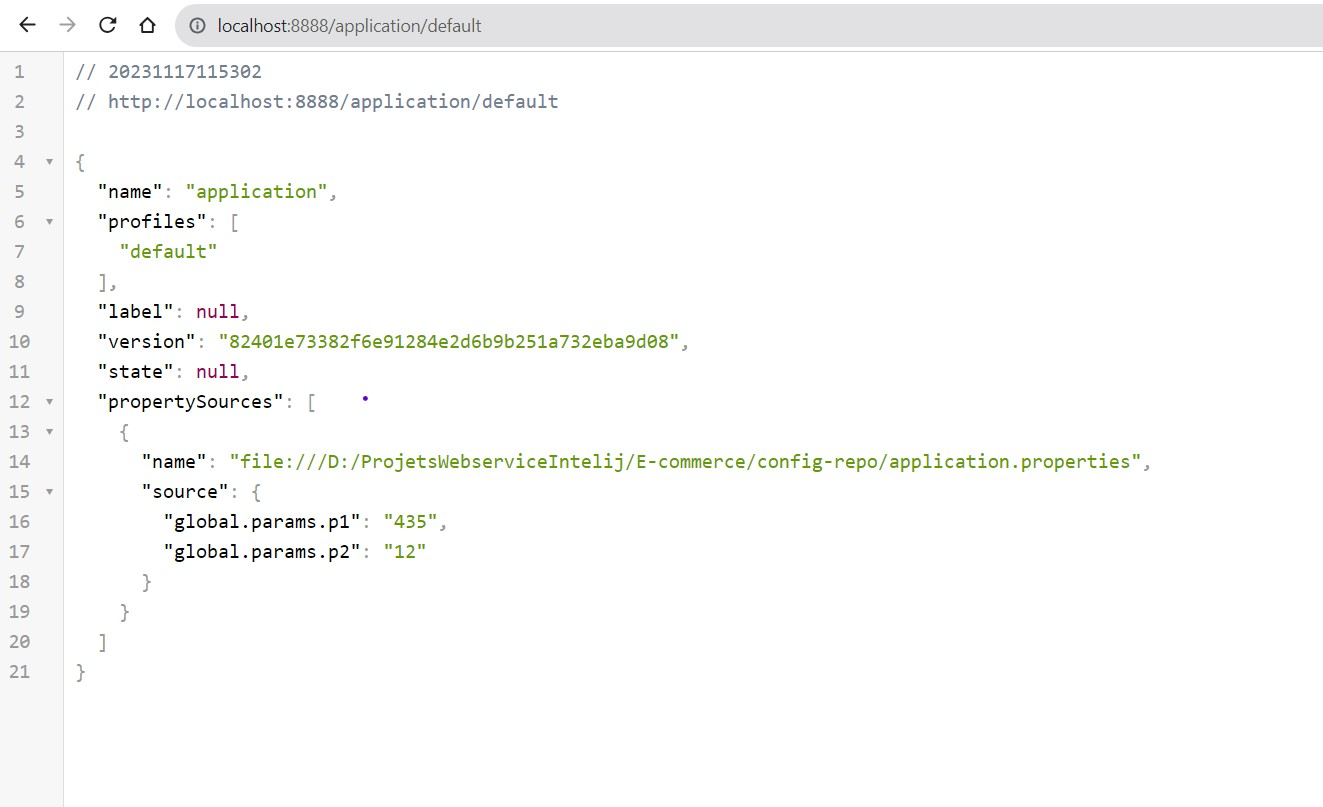 localhost:8888/application/default
1 // 20231117115302
2 // http://localhost:8888/application/default
3
4 {
5 "name": "application",
6 "profiles": [
7 "default"
8 ],
9 "label": null,
10 "version": "82401e73382f6e91284e2d6b9b251a732eba9d08",
11 "state": null,
12 "propertySources": [
13 {
14 "name": "file:///D:/ProjetsWebserviceIntelij/E-commerce/config-repo/application.properties",
15 "source": {
16 "global.params.p1": "435",
17 "global.params.p2": "12"
18 }
19 }
20 ]
21 }